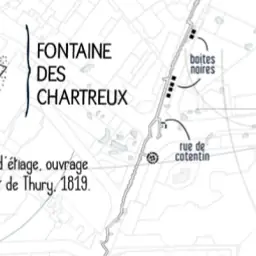 FONTAINE
DES
CHARTREUX
boites
noires
rue de
cotentin
d'étiage, ouvrage
de Thury, 1819.